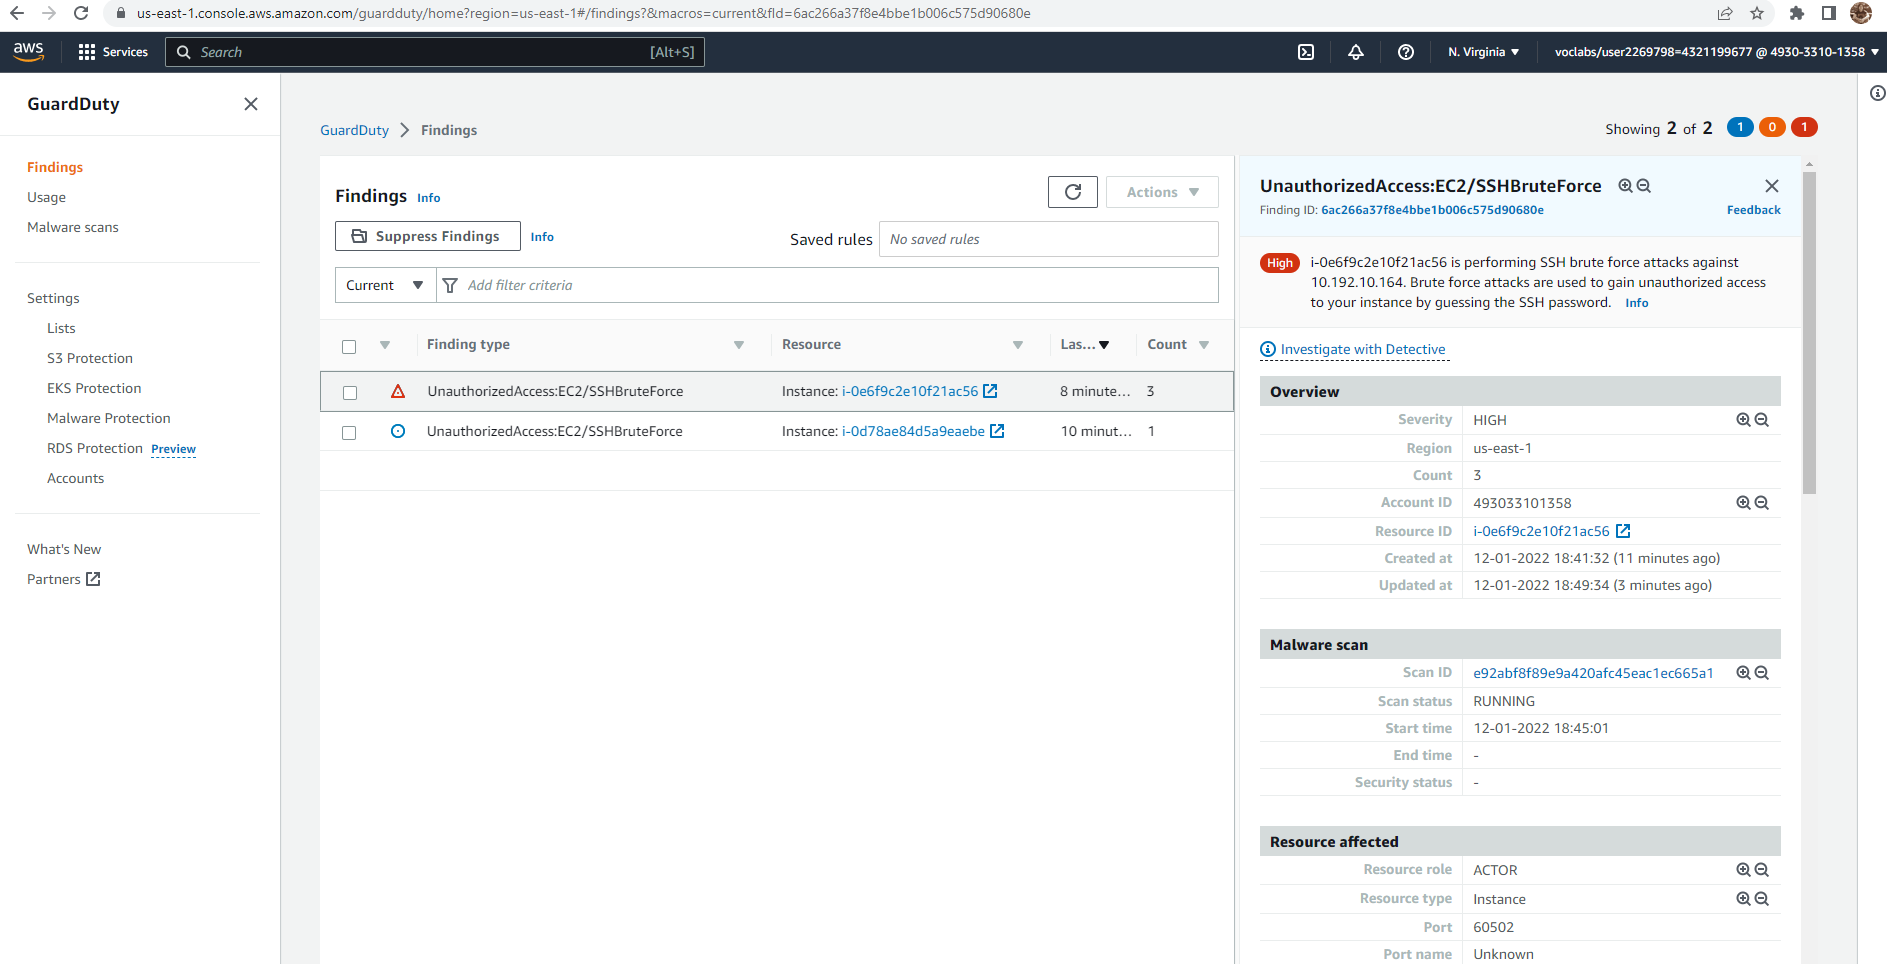 us-east-1.console.aws.amazon.com/guardduty/home?region=us-east-1#/findings?&macros=current&fId=6ac266a37f8e4bbe1b006c575d90680e
aws
Services
Search
[Alt+S]
N. Virginia
voclabs/user2269798=4321199677 @ 4930-3310-1358
GuardDuty
Findings
Usage
Malware scans
Settings
Lists
S3 Protection
EKS Protection
Malware Protection
RDS Protection Preview
Accounts
What's New
Partners
GuardDuty > Findings
Showing 2 of 2 1 0 1
Findings Info
Actions
Suppress Findings Info
Saved rules No saved rules
Current Add filter criteria
Finding type Resource Las... Count
UnauthorizedAccess:EC2/SSHBruteForce Instance: i-0e6f9c2e10f21ac56 8 minute... 3
UnauthorizedAccess:EC2/SSHBruteForce Instance: i-0d78ae84d5a9eaebe 10 minut... 1
UnauthorizedAccess:EC2/SSHBruteForce
Finding ID: 6ac266a37f8e4bbe1b006c575d90680e Feedback
High i-0e6f9c2e10f21ac56 is performing SSH brute force attacks against
10.192.10.164. Brute force attacks are used to gain unauthorized access
to your instance by guessing the SSH password. Info
Investigate with Detective
Overview
Severity HIGH
Region us-east-1
Count 3
Account ID 493033101358
Resource ID i-0e6f9c2e10f21ac56
Created at 12-01-2022 18:41:32 (11 minutes ago)
Updated at 12-01-2022 18:49:34 (3 minutes ago)
Malware scan
Scan ID e92abf8f89e9a420afc45eac1ec665a1
Scan status RUNNING
Start time 12-01-2022 18:45:01
End time -
Security status -
Resource affected
Resource role ACTOR
Resource type Instance
Port 60502
Port name Unknown